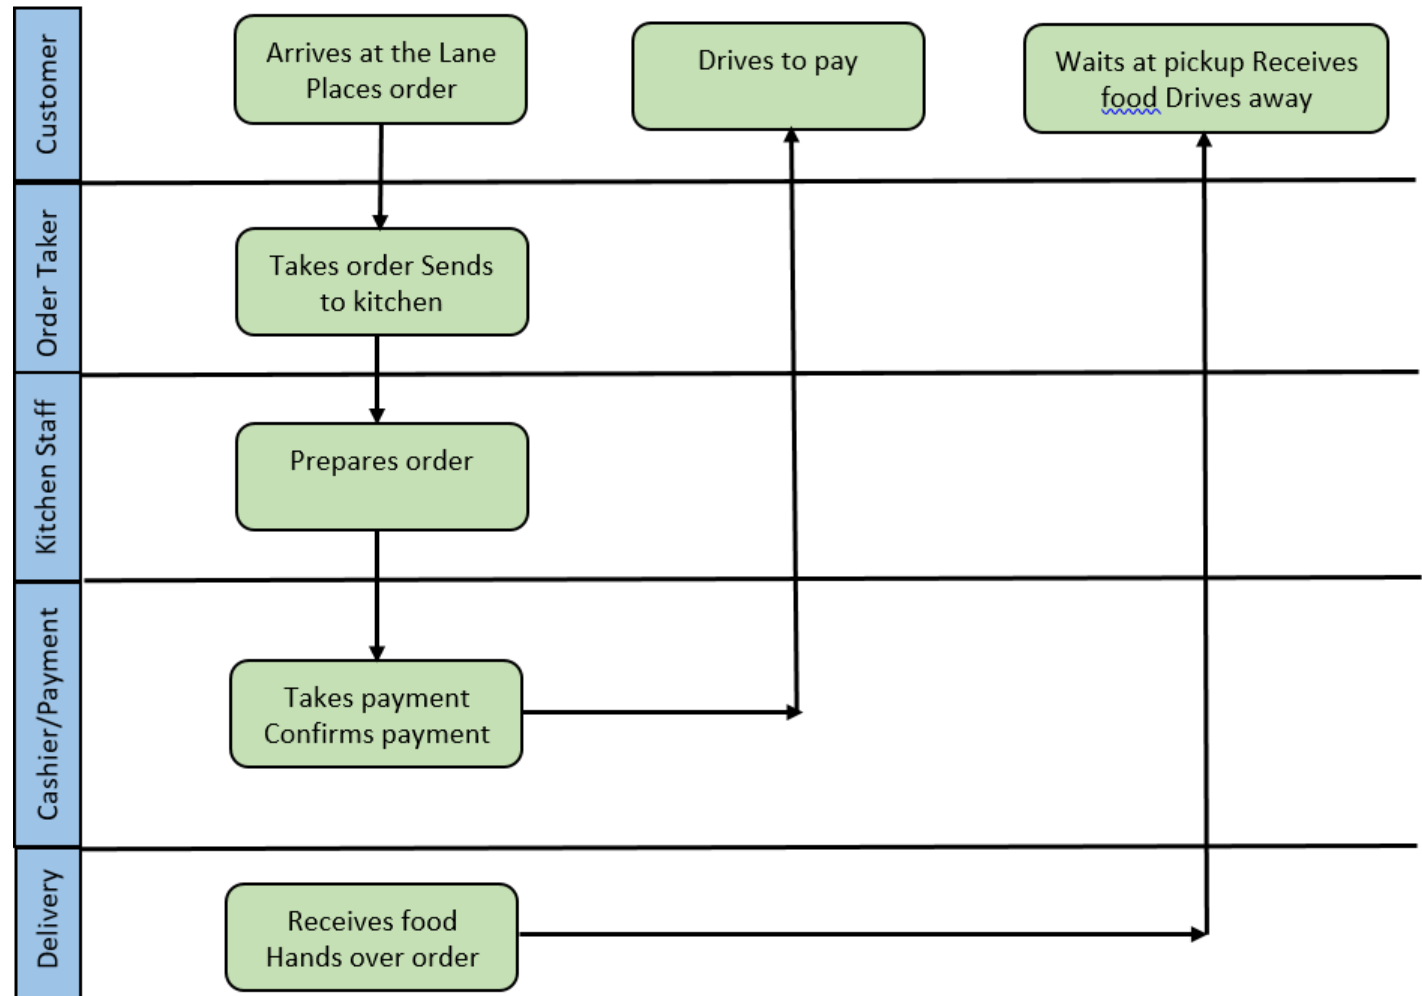 Customer
Arrives at the Lane
Places order
Drives to pay
Waits at pickup Receives
food Drives away
Order Taker
Takes order Sends
to kitchen
Kitchen Staff
Prepares order
Cashier/Payment
Takes payment
Confirms payment
Delivery
Receives food
Hands over order